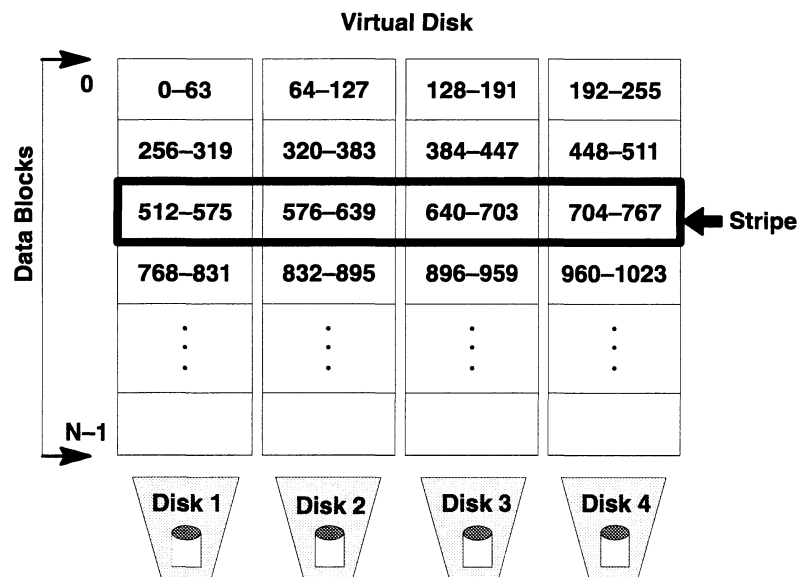 Virtual Disk
0
0–63 64–127 128–191 192–255
256–319 320–383 384–447 448–511
512–575 576–639 640–703 704–767
Stripe
768–831 832–895 896–959 960–1023
Data Blocks
N–1
Disk 1 Disk 2 Disk 3 Disk 4